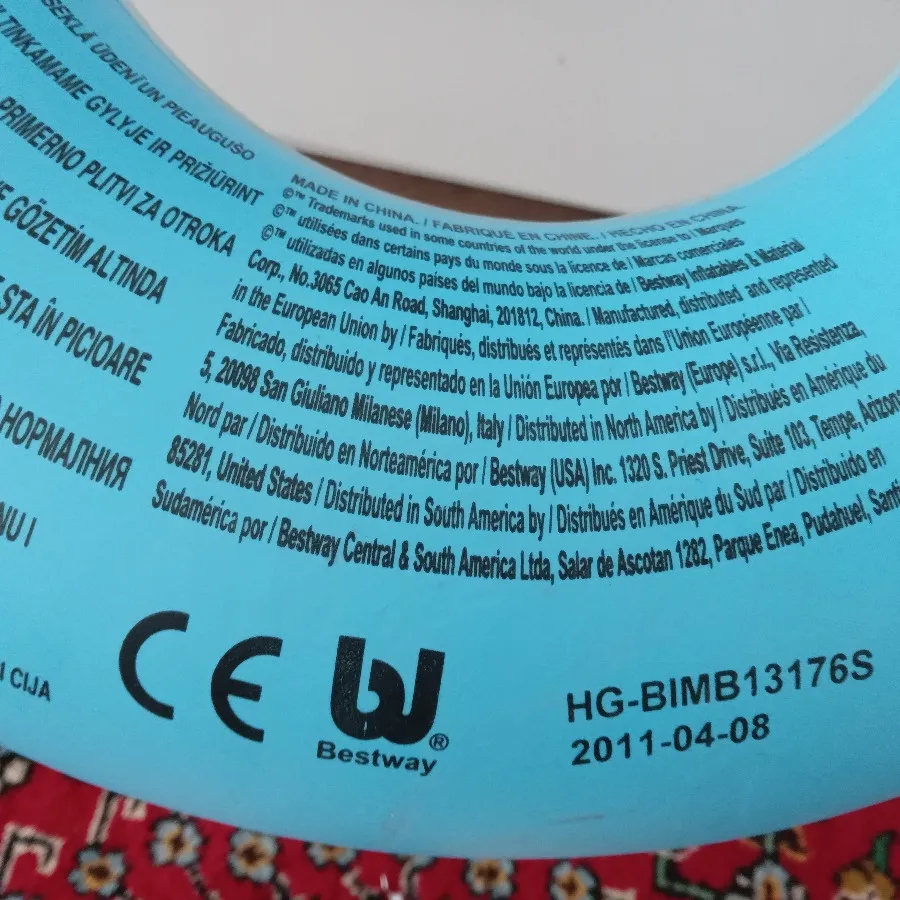 SEKLĀ ŪDENĪ UN PIEAUGUŠO
TINKAMAME GYLYJE IR PRIŽIŪRINT
PRIMERNO PLITVI ZA OTROKA
GÖZETİM ALTINDA
STA ÎN PICIOARE
НОРМАЛНИЯ
CIJA
MADE IN CHINA. / FABRIQUÉ EN CHINE. / HECHO EN CHINA.
©™ Trademarks used in some countries of the world under the license to / Marques
©™ utilisées dans certains pays du monde sous la licence de / Marcas comerciales
©™ utilizadas en algunos países del mundo bajo la licencia de / Bestway Inflatables & Material
Corp., No.3065 Cao An Road, Shanghai, 201812, China. / Manufactured, distributed and represented
in the European Union by / Fabriqués, distribués et représentés dans l'Union Européenne par /
Fabricado, distribuido y representado en la Unión Europea por / Bestway (Europe) s.r.l., Via Resistenza,
5, 20098 San Giuliano Milanese (Milano), Italy / Distributed in North America by / Distribués en Amérique du
Nord par / Distribuido en Norteamérica por / Bestway (USA) Inc. 1320 S. Priest Drive, Suite 103, Tempe, Arizona
85281, United States / Distributed in South America by / Distribués en Amérique du Sud par / Distribuido en
Sudamérica por / Bestway Central & South America Ltda, Salar de Ascotan 1282, Parque Enea, Pudahuel,
CE
Bestway®
HG-BIMB13176S
2011-04-08